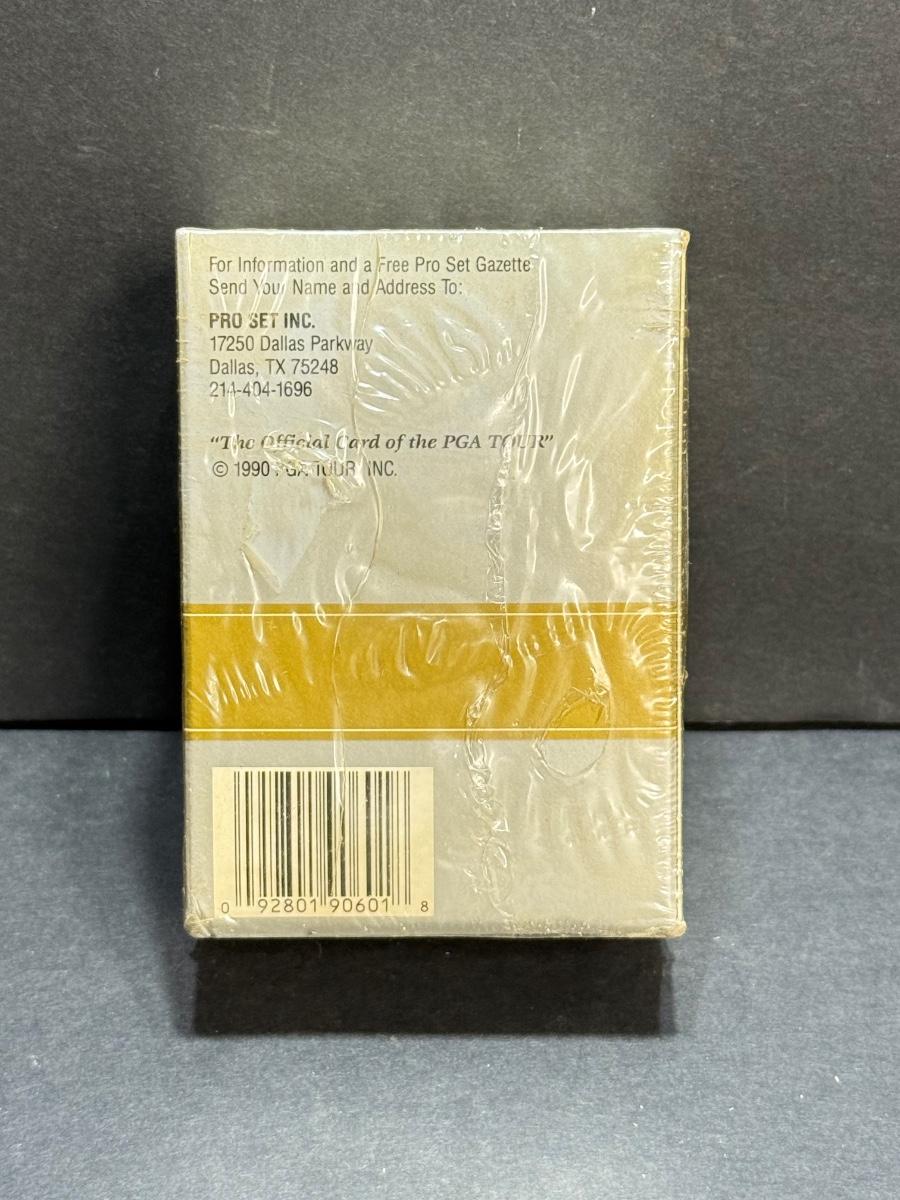 For Information and a Free Pro Set Gazette
Send Your Name and Address To:
PRO SET INC.
17250 Dallas Parkway
Dallas, TX 75248
214-404-1696
“The Official Card of the PGA TOUR”
© 1990 PGA TOUR, INC.
0 92801 90601 8